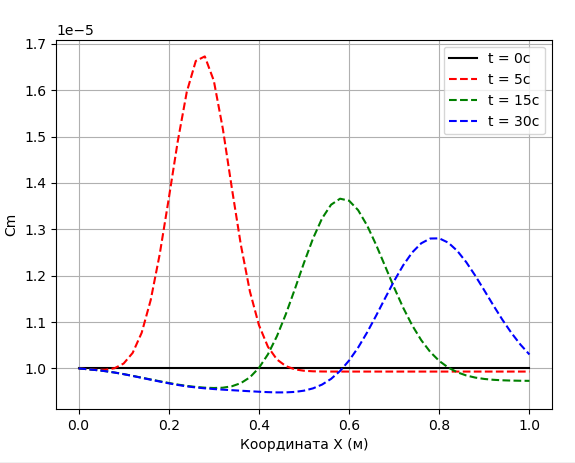 1e−5
1.7
1.6
1.5
1.4
1.3
1.2
1.1
1.0
Cm
t = 0c
t = 5c
t = 15c
t = 30c
0.0 0.2 0.4 0.6 0.8 1.0
Координата X (м)